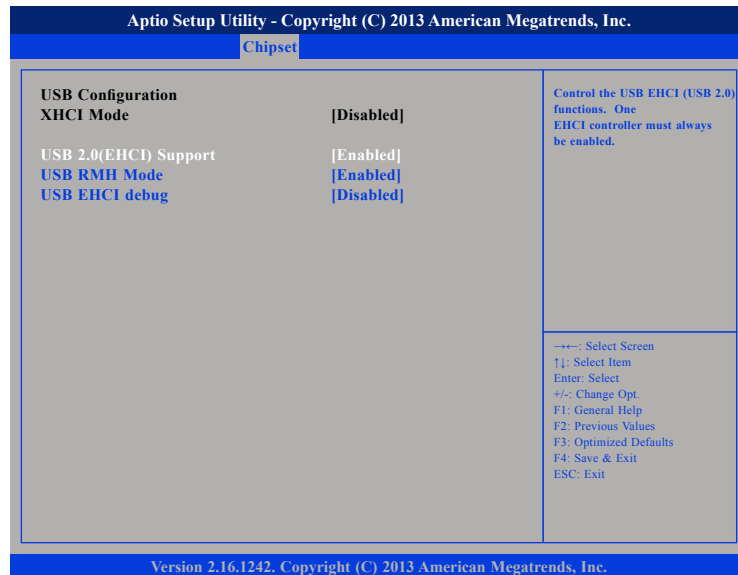 Aptio Setup Utility - Copyright (C) 2013 American Megatrends, Inc.
Chipset
USB Configuration
XHCI Mode [Disabled]
USB 2.0(EHCI) Support [Enabled]
USB RMH Mode [Enabled]
USB EHCI debug [Disabled]
Control the USB EHCI (USB 2.0)
functions. One
EHCI controller must always
be enabled.
→←: Select Screen
↑↓: Select Item
Enter: Select
+/-: Change Opt.
F1: General Help
F2: Previous Values
F3: Optimized Defaults
F4: Save & Exit
ESC: Exit
Version 2.16.1242. Copyright (C) 2013 American Megatrends, Inc.